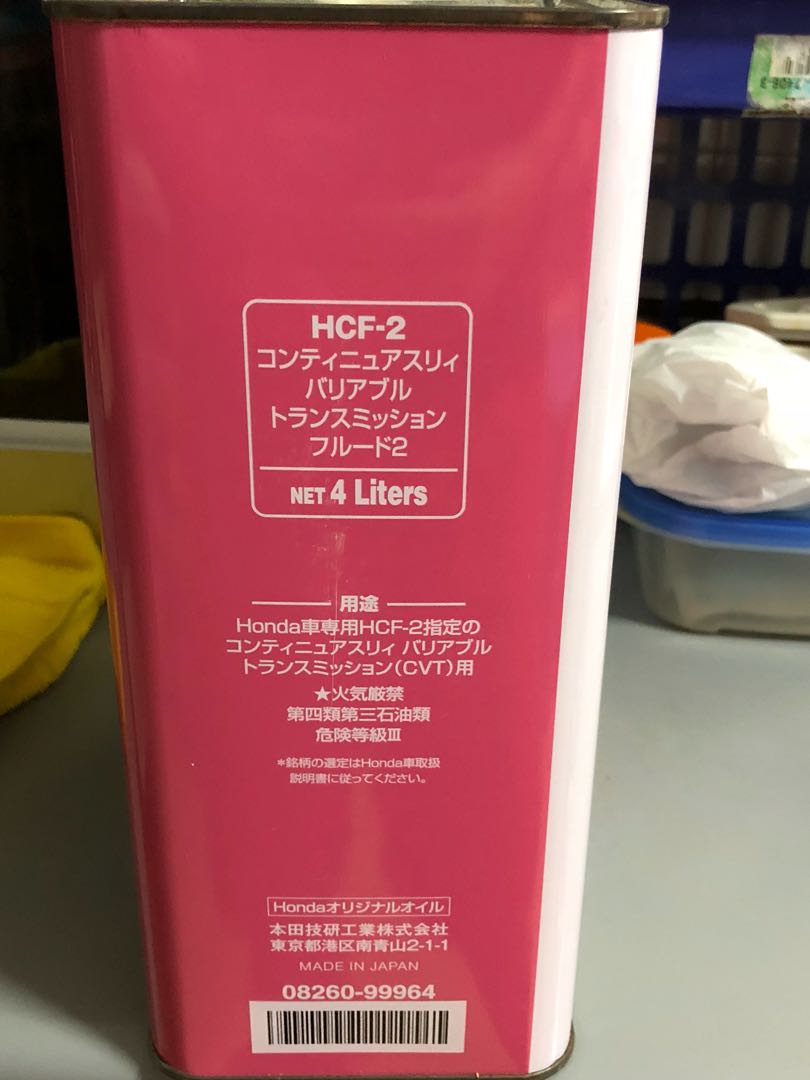 HCF-2
コンティニュアスリィ
バリアブル
トランスミッション
フルード2
NET 4 Liters
用途
Honda車専用HCF-2指定の
コンティニュアスリィ バリアブル
トランスミッション(CVT)用
★火気厳禁
第四類第三石油類
危険等級Ⅲ
*銘柄の選定はHonda車取扱
説明書に従ってください。
Hondaオリジナルオイル
本田技研工業株式会社
東京都港区南青山2-1-1
MADE IN JAPAN
08260-99964